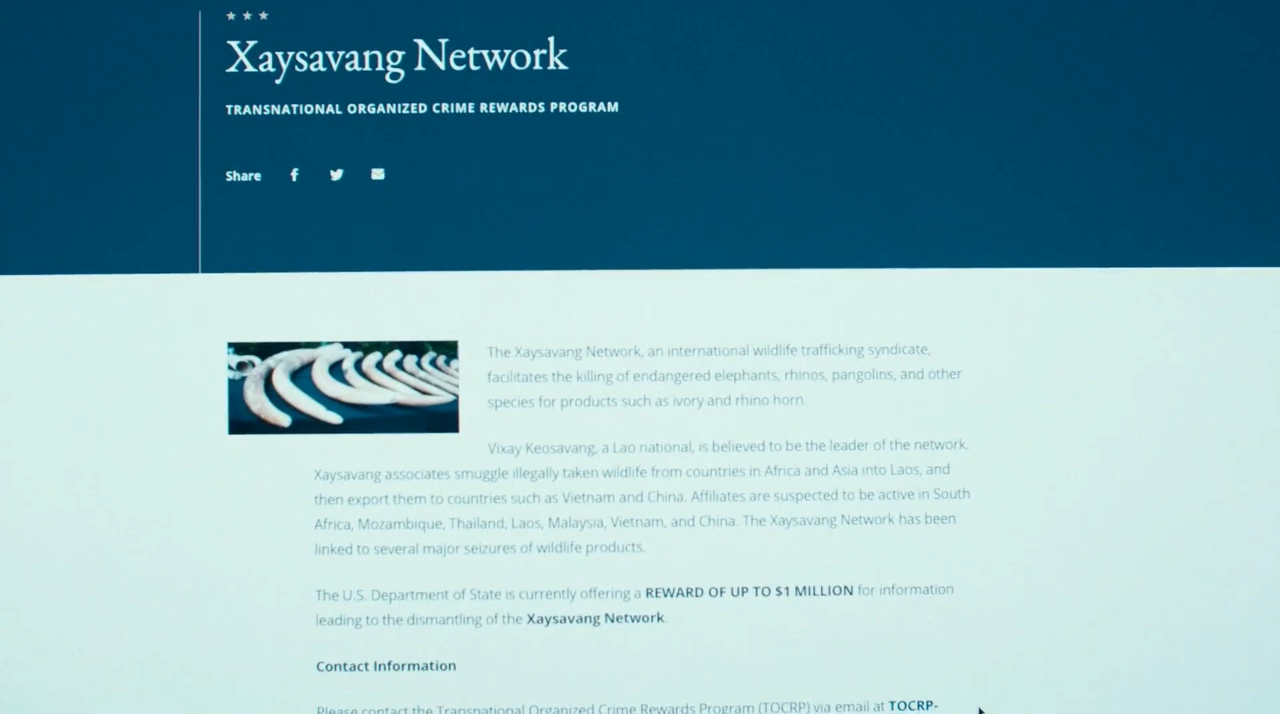 Xaysavang Network
TRANSNATIONAL ORGANIZED CRIME REWARDS PROGRAM
Share
The Xaysavang Network, an international wildlife trafficking syndicate,
facilitates the killing of endangered elephants, rhinos, pangolins, and other
species for products such as ivory and rhino horn.
Vixay Keosavang, a Lao national, is believed to be the leader of the network.
Xaysavang associates smuggle illegally taken wildlife from countries in Africa and Asia into Laos, and
then export them to countries such as Vietnam and China. Affiliates are suspected to be active in South
Africa, Mozambique, Thailand, Laos, Malaysia, Vietnam, and China. The Xaysavang Network has been
linked to several major seizures of wildlife products.
The U.S. Department of State is currently offering a REWARD OF UP TO $1 MILLION for information
leading to the dismantling of the Xaysavang Network.
Contact Information
Please contact the Transnational Organized Crime Rewards Program (TOCRP) via email at TOCRP-